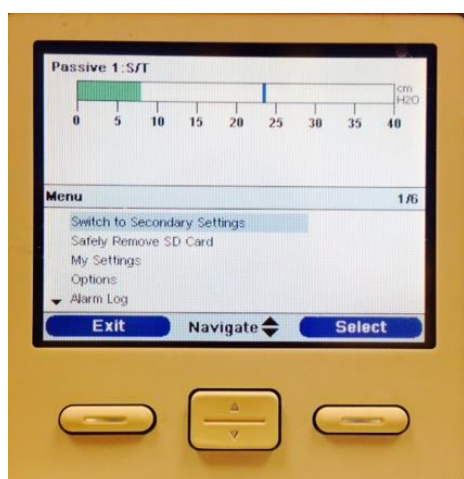 Passive 1:S/T
cm
H2O
0 5 10 15 20 25 30 35 40
Menu 1/6
Switch to Secondary Settings
Safely Remove SD Card
My Settings
Options
Alarm Log
Exit Navigate Select